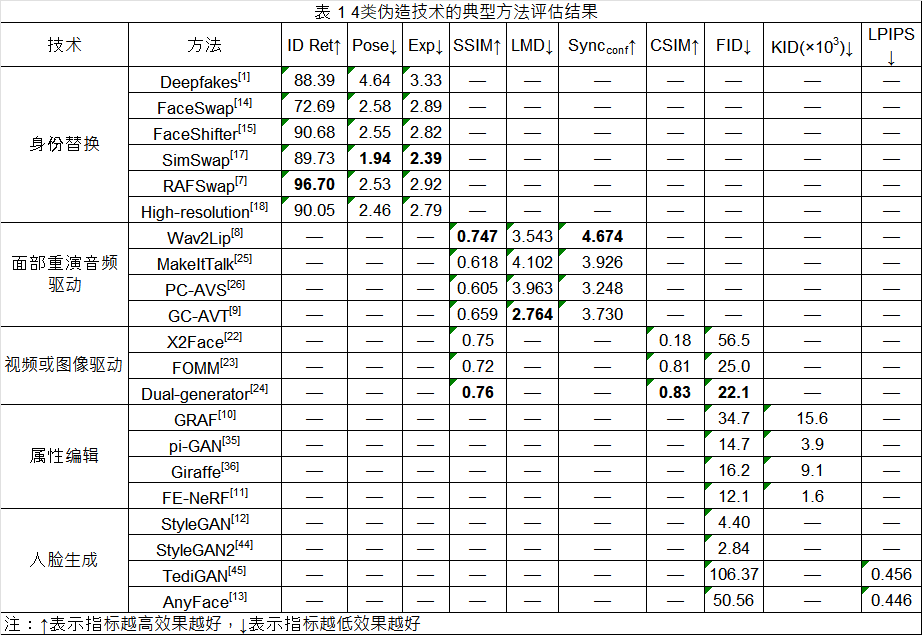 表 1 4类伪造技术的典型方法评估结果
技术 方法 ID Ret↑ Pose↓ Exp↓ SSIM↑ LMD↓ Syncconf↑ CSIM↑ FID↓ KID(×10³)↓ LPIPS↓
身份替换 Deepfakes[1] 88.39 4.64 3.33 — — — — — — —
FaceSwap[14] 72.69 2.58 2.89 — — — — — — —
FaceShifter[15] 90.68 2.55 2.82 — — — — — — —
SimSwap[17] 89.73 1.94 2.39 — — — — — — —
RAFSwap[7] 96.70 2.53 2.92 — — — — — — —
High-resolution[18] 90.05 2.46 2.79 — — — — — — —
面部重演音频驱动 Wav2Lip[8] — — — 0.747 3.543 4.674 — — — —
MakeItTalk[25] — — — 0.618 4.102 3.926 — — — —
PC-AVS[26] — — — 0.605 3.963 3.248 — — — —
GC-AVT[9] — — — 0.659 2.764 3.730 — — — —
视频或图像驱动 X2Face[22] — — — 0.75 — — 0.18 56.5 — —
FOMM[23] — — — 0.72 — — 0.81 25.0 — —
Dual-generator[24] — — — 0.76 — — 0.83 22.1 — —
属性编辑 GRAF[10] — — — — — — — 34.7 15.6 —
pi-GAN[35] — — — — — — — 14.7 3.9 —
Giraffe[36] — — — — — — — 16.2 9.1 —
FE-NeRF[11] — — — — — — — 12.1 1.6 —
人脸生成 StyleGAN[12] — — — — — — — 4.40 — —
StyleGAN2[44] — — — — — — — 2.84 — —
TediGAN[45] — — — — — — — 106.37 — 0.456
AnyFace[13] — — — — — — — 50.56 — 0.446
注：↑表示指标越高效果越好，↓表示指标越低效果越好